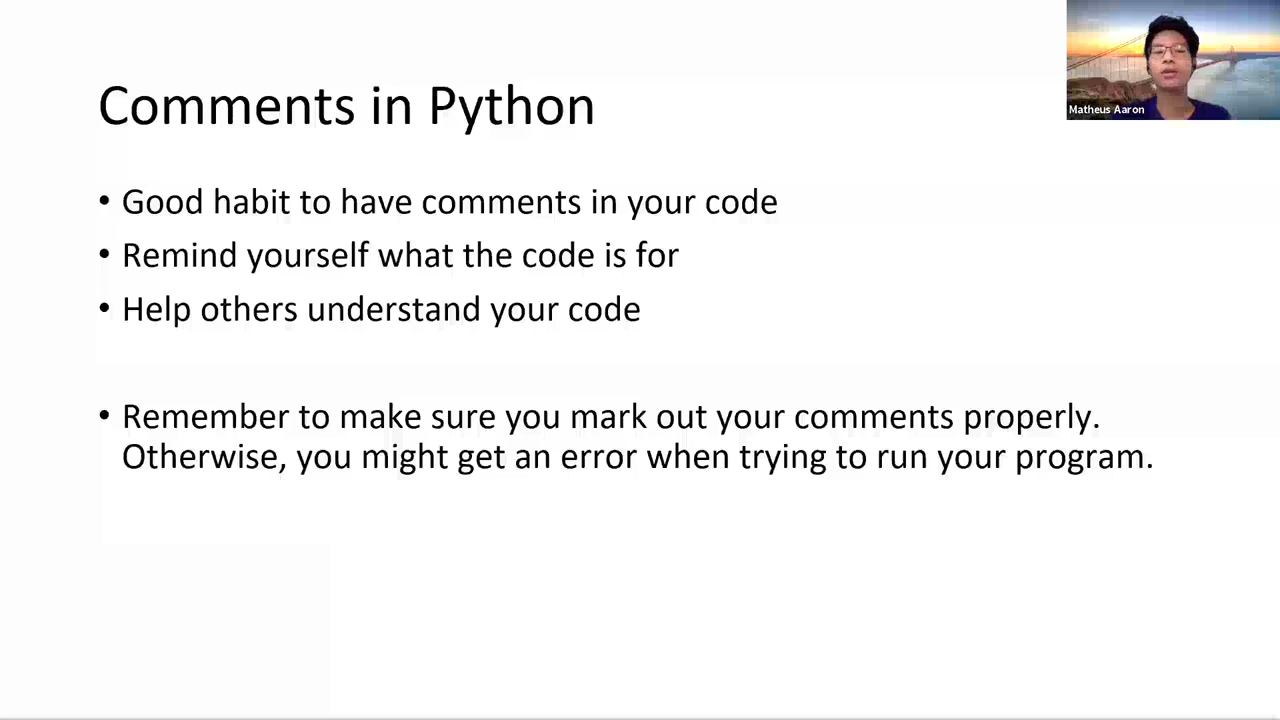 Comments in Python
Matheus Aaron
• Good habit to have comments in your code
• Remind yourself what the code is for
• Help others understand your code
• Remember to make sure you mark out your comments properly.
Otherwise, you might get an error when trying to run your program.